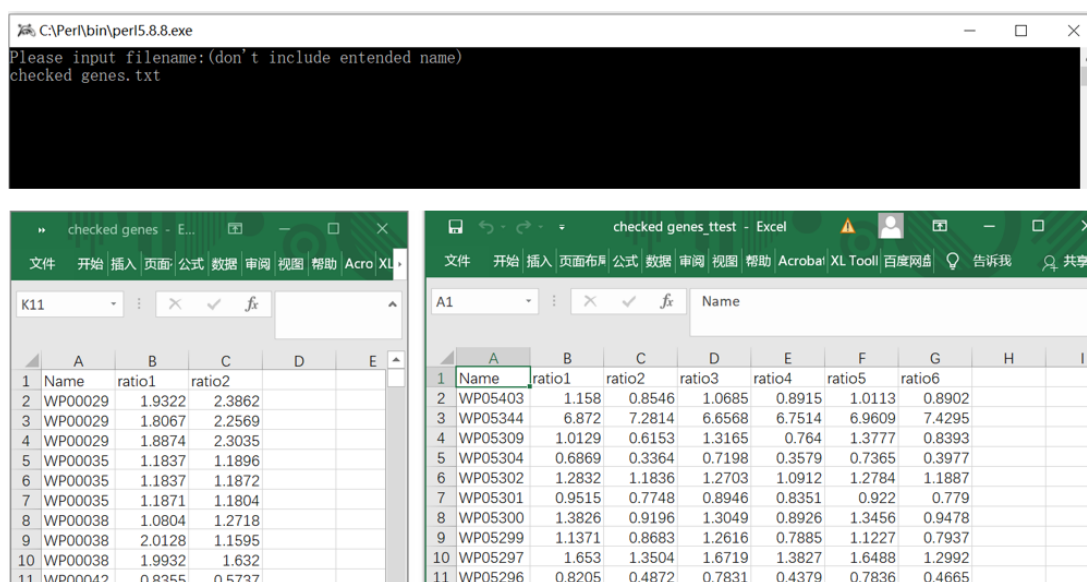 C:\Perl\bin\perl5.8.8.exe
Please input filename:(don't include entended name)
checked genes.txt
checked genes - E...
文件 开始 插入 页面 公式 数据 审阅 视图 帮助 Acro XL
K11 fx
A B C D E
1 Name ratio1 ratio2
2 WP00029 1.9322 2.3862
3 WP00029 1.8067 2.2569
4 WP00029 1.8874 2.3035
5 WP00035 1.1837 1.1896
6 WP00035 1.1837 1.1872
7 WP00035 1.1871 1.1804
8 WP00038 1.0804 1.2718
9 WP00038 2.0128 1.1595
10 WP00038 1.9932 1.632
11 WP00042 0.8355 0.5737
checked genes_ttest - Excel
文件 开始 插入 页面布局 公式 数据 审阅 视图 帮助 Acrobat XL Tooll 百度网盘 告诉我 共享
A1 fx Name
A B C D E F G H I
1 Name ratio1 ratio2 ratio3 ratio4 ratio5 ratio6
2 WP05403 1.158 0.8546 1.0685 0.8915 1.0113 0.8902
3 WP05344 6.872 7.2814 6.6568 6.7514 6.9609 7.4295
4 WP05309 1.0129 0.6153 1.3165 0.764 1.3777 0.8393
5 WP05304 0.6869 0.3364 0.7198 0.3579 0.7365 0.3977
6 WP05302 1.2832 1.1836 1.2703 1.0912 1.2784 1.1887
7 WP05301 0.9515 0.7748 0.8946 0.8351 0.922 0.779
8 WP05300 1.3826 0.9196 1.3049 0.8926 1.3456 0.9478
9 WP05299 1.1371 0.8683 1.2616 0.7885 1.1227 0.7937
10 WP05297 1.653 1.3504 1.6719 1.3827 1.6488 1.2992
11 WP05296 0.8205 0.4872 0.7831 0.4379 0.7836 0.4665